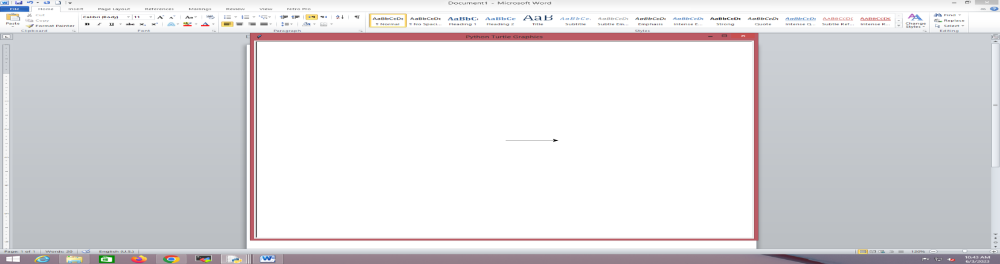 Document1 - Microsoft Word
File Home Insert Page Layout References Mailings Review View Nitro Pro
Paste
Cut
Copy
Format Painter
Clipboard
Calibri (Body) 11
Font
Paragraph
AaBbCcDc AaBbCcDc AaBbC AaBbCc AaB AaBbCc. AaBbCcDc AaBbCcDc AaBbCcDc AaBbCcDc AaBbCcDc AaBbCcDc AABBCCDC AABBCCDC
¶ Normal ¶ No Spaci... Heading 1 Heading 2 Title Subtitle Subtle Em... Emphasis Intense E... Strong Quote Intense Q... Subtle Ref... Intense R...
Styles
Change Styles
Find
Replace
Select
Editing
Python Turtle Graphics
Page: 1 of 1 Words: 20 English (U.S.) 120%
10:43 AM
6/3/2023